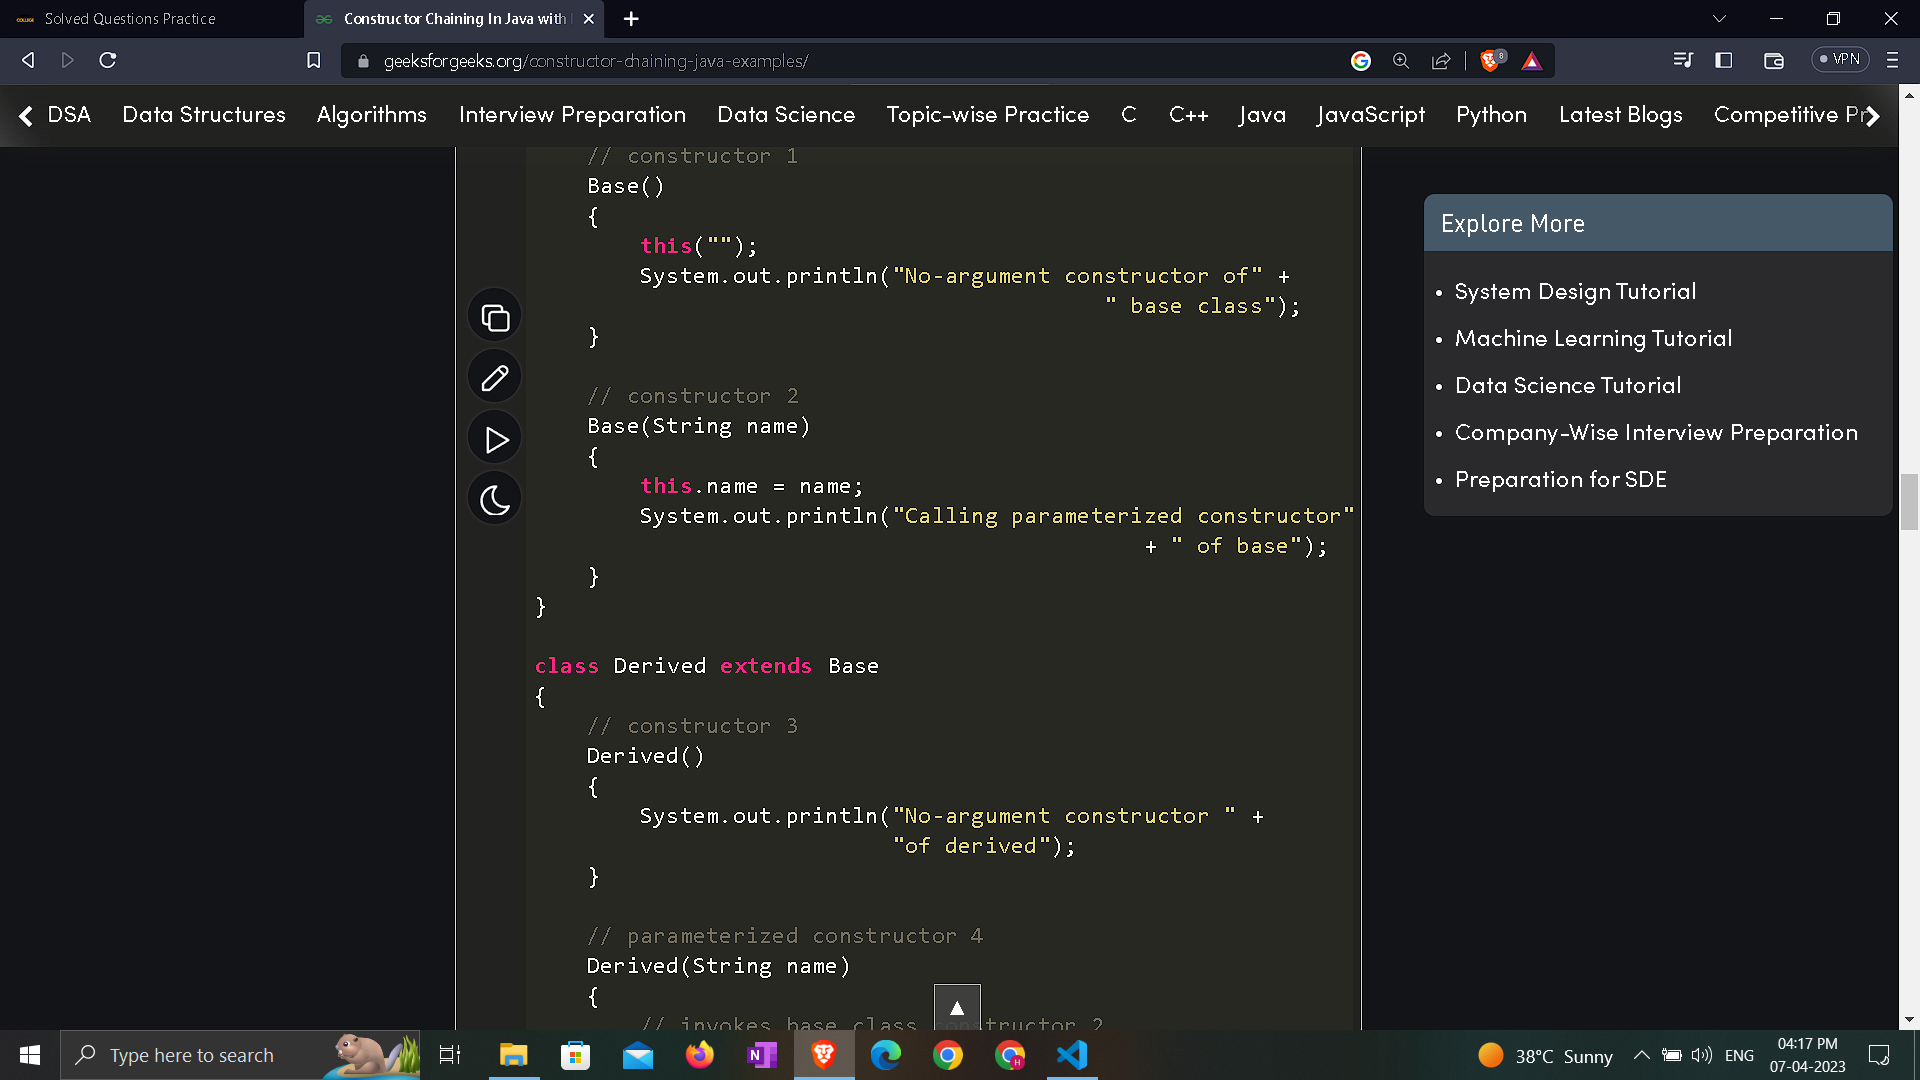 Solved Questions Practice
Constructor Chaining In Java with
geeksforgeeks.org/constructor-chaining-java-examples/
8
VPN
DSA Data Structures Algorithms Interview Preparation Data Science Topic-wise Practice C C++ Java JavaScript Python Latest Blogs Competitive Pr
// constructor 1
Base()
{
this("");
System.out.println("No-argument constructor of" +
" base class");
}
// constructor 2
Base(String name)
{
this.name = name;
System.out.println("Calling parameterized constructor"
+ " of base");
}
}
class Derived extends Base
{
// constructor 3
Derived()
{
System.out.println("No-argument constructor " +
"of derived");
}
// parameterized constructor 4
Derived(String name)
{
// invokes base class constructor 2
Explore More
• System Design Tutorial
• Machine Learning Tutorial
• Data Science Tutorial
• Company-Wise Interview Preparation
• Preparation for SDE
Type here to search
38°C Sunny
ENG
04:17 PM
07-04-2023